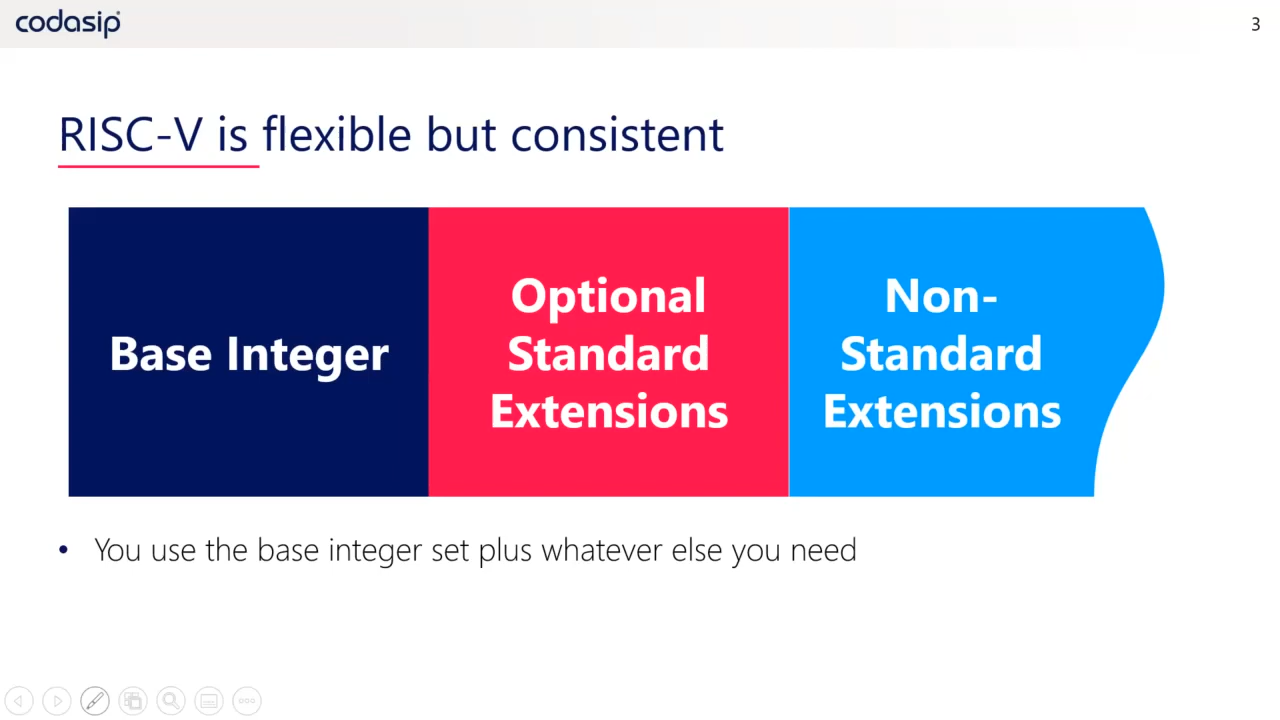 codasip
3
RISC-V is flexible but consistent
Base Integer
Optional
Standard
Extensions
Non-
Standard
Extensions
• You use the base integer set plus whatever else you need